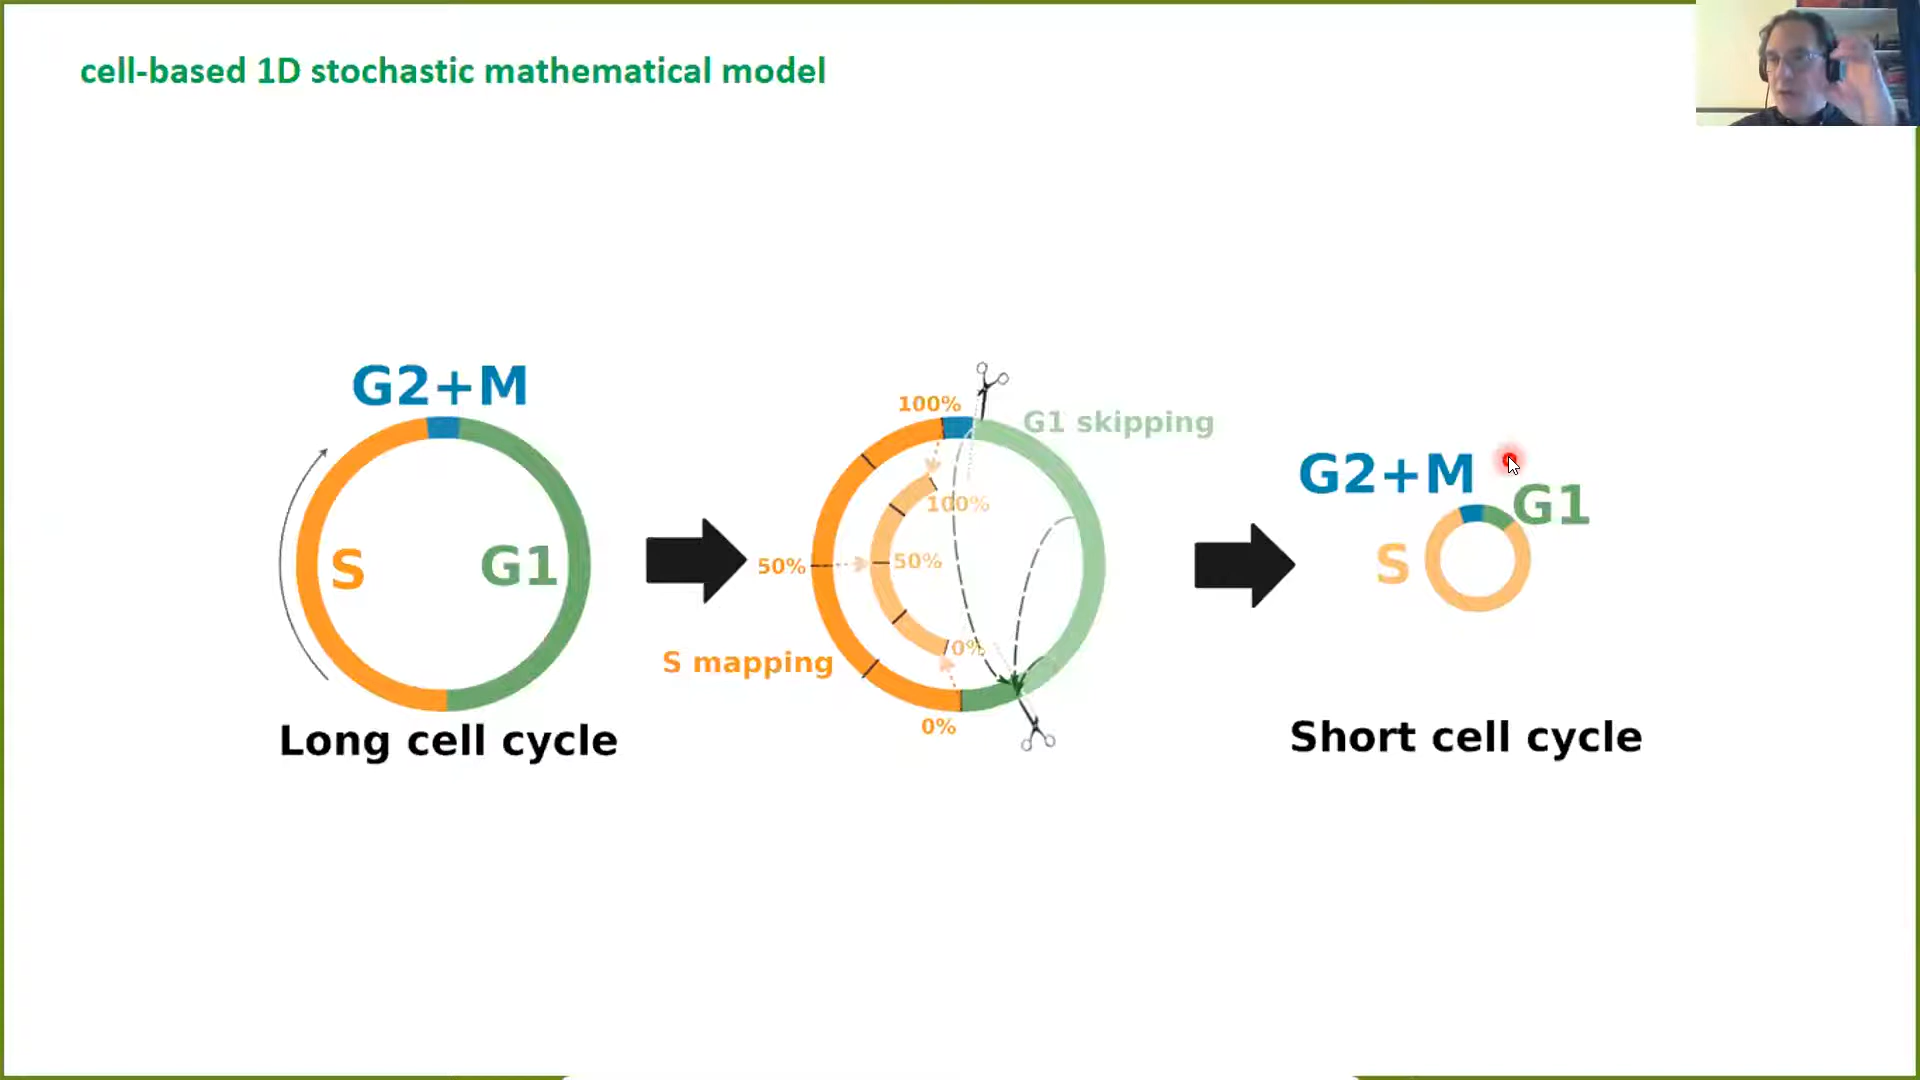 cell-based 1D stochastic mathematical model
G2+M
S
G1
Long cell cycle
100%
G1 skipping
100%
50%
50%
0%
S mapping
0%
G2+M
G1
S
Short cell cycle